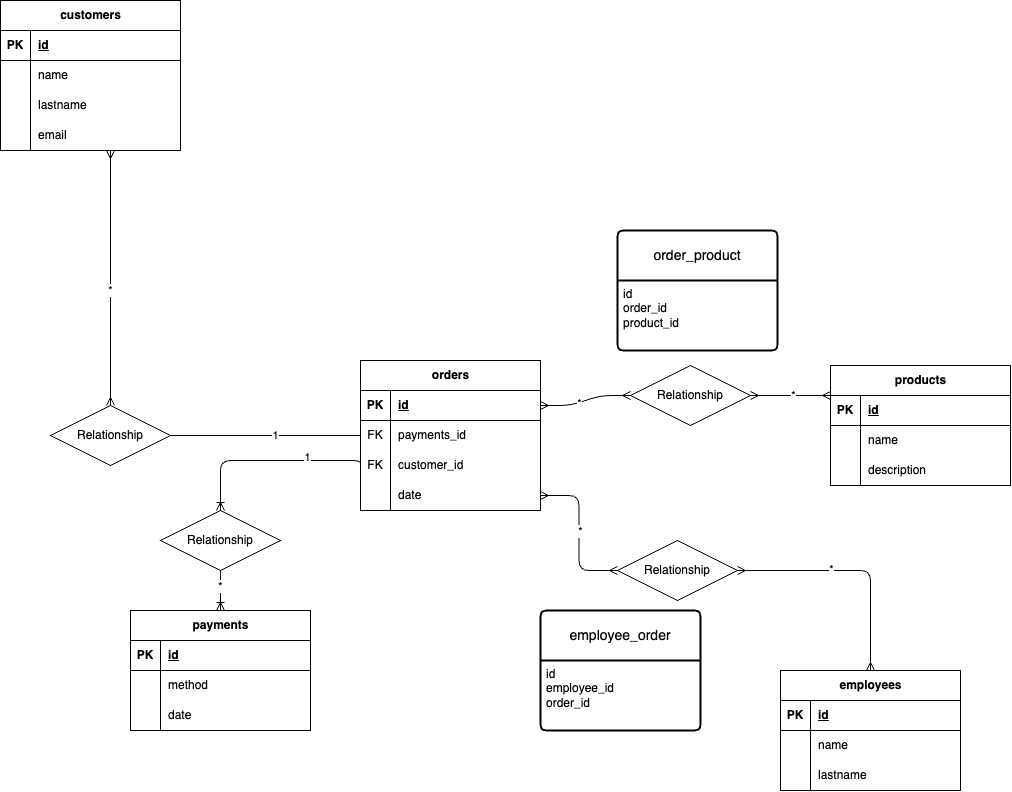 customers
PK id
name
lastname
email
*
Relationship
1
orders
PK id
FK payments_id
FK customer_id
date
1
Relationship
*
payments
PK id
method
date
order_product
id
order_id
product_id
*
Relationship
*
products
PK id
name
description
*
Relationship
*
employee_order
id
employee_id
order_id
employees
PK id
name
lastname